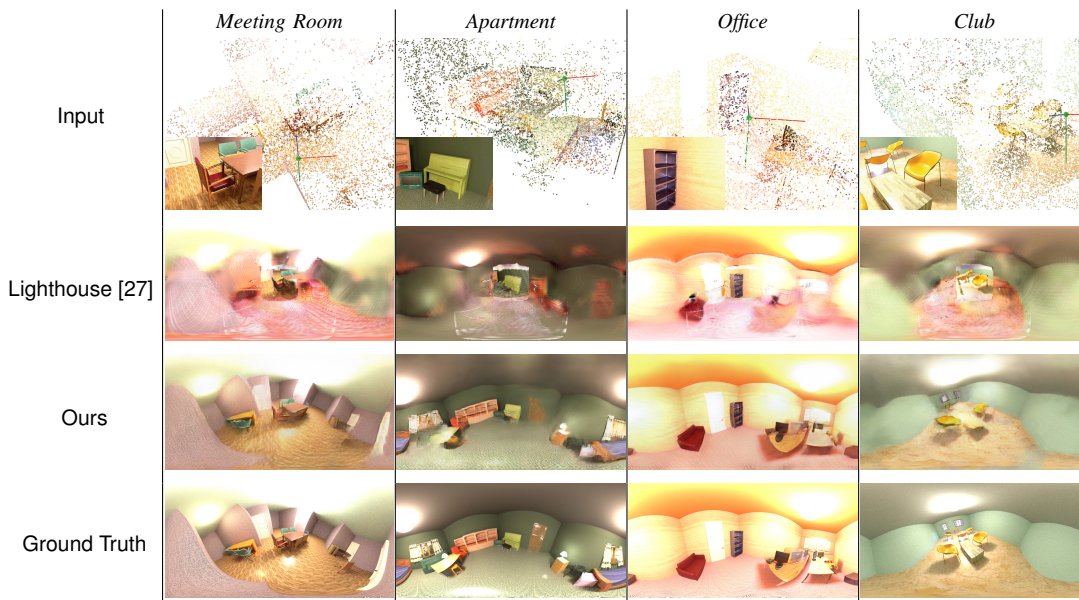 Meeting Room Apartment Office Club
Input
Lighthouse [27]
Ours
Ground Truth